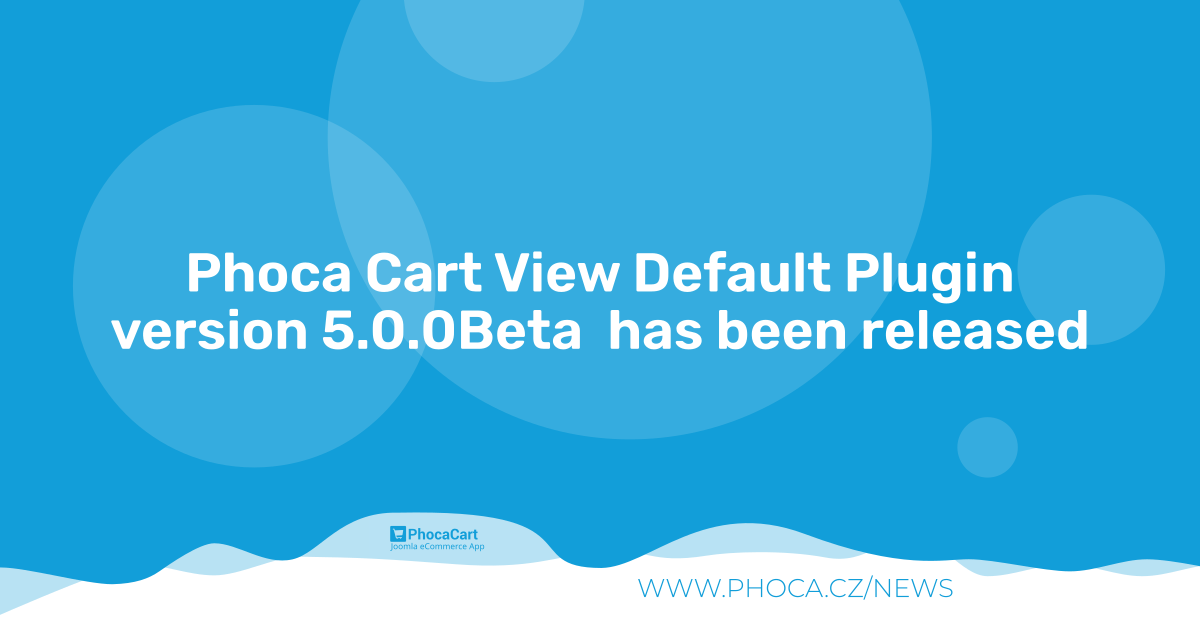 Phoca Cart View Default Plugin
version 5.0.0Beta  has been released
PhocaCart
Joomla eCommerce App
WWW.PHOCA.CZ/NEWS